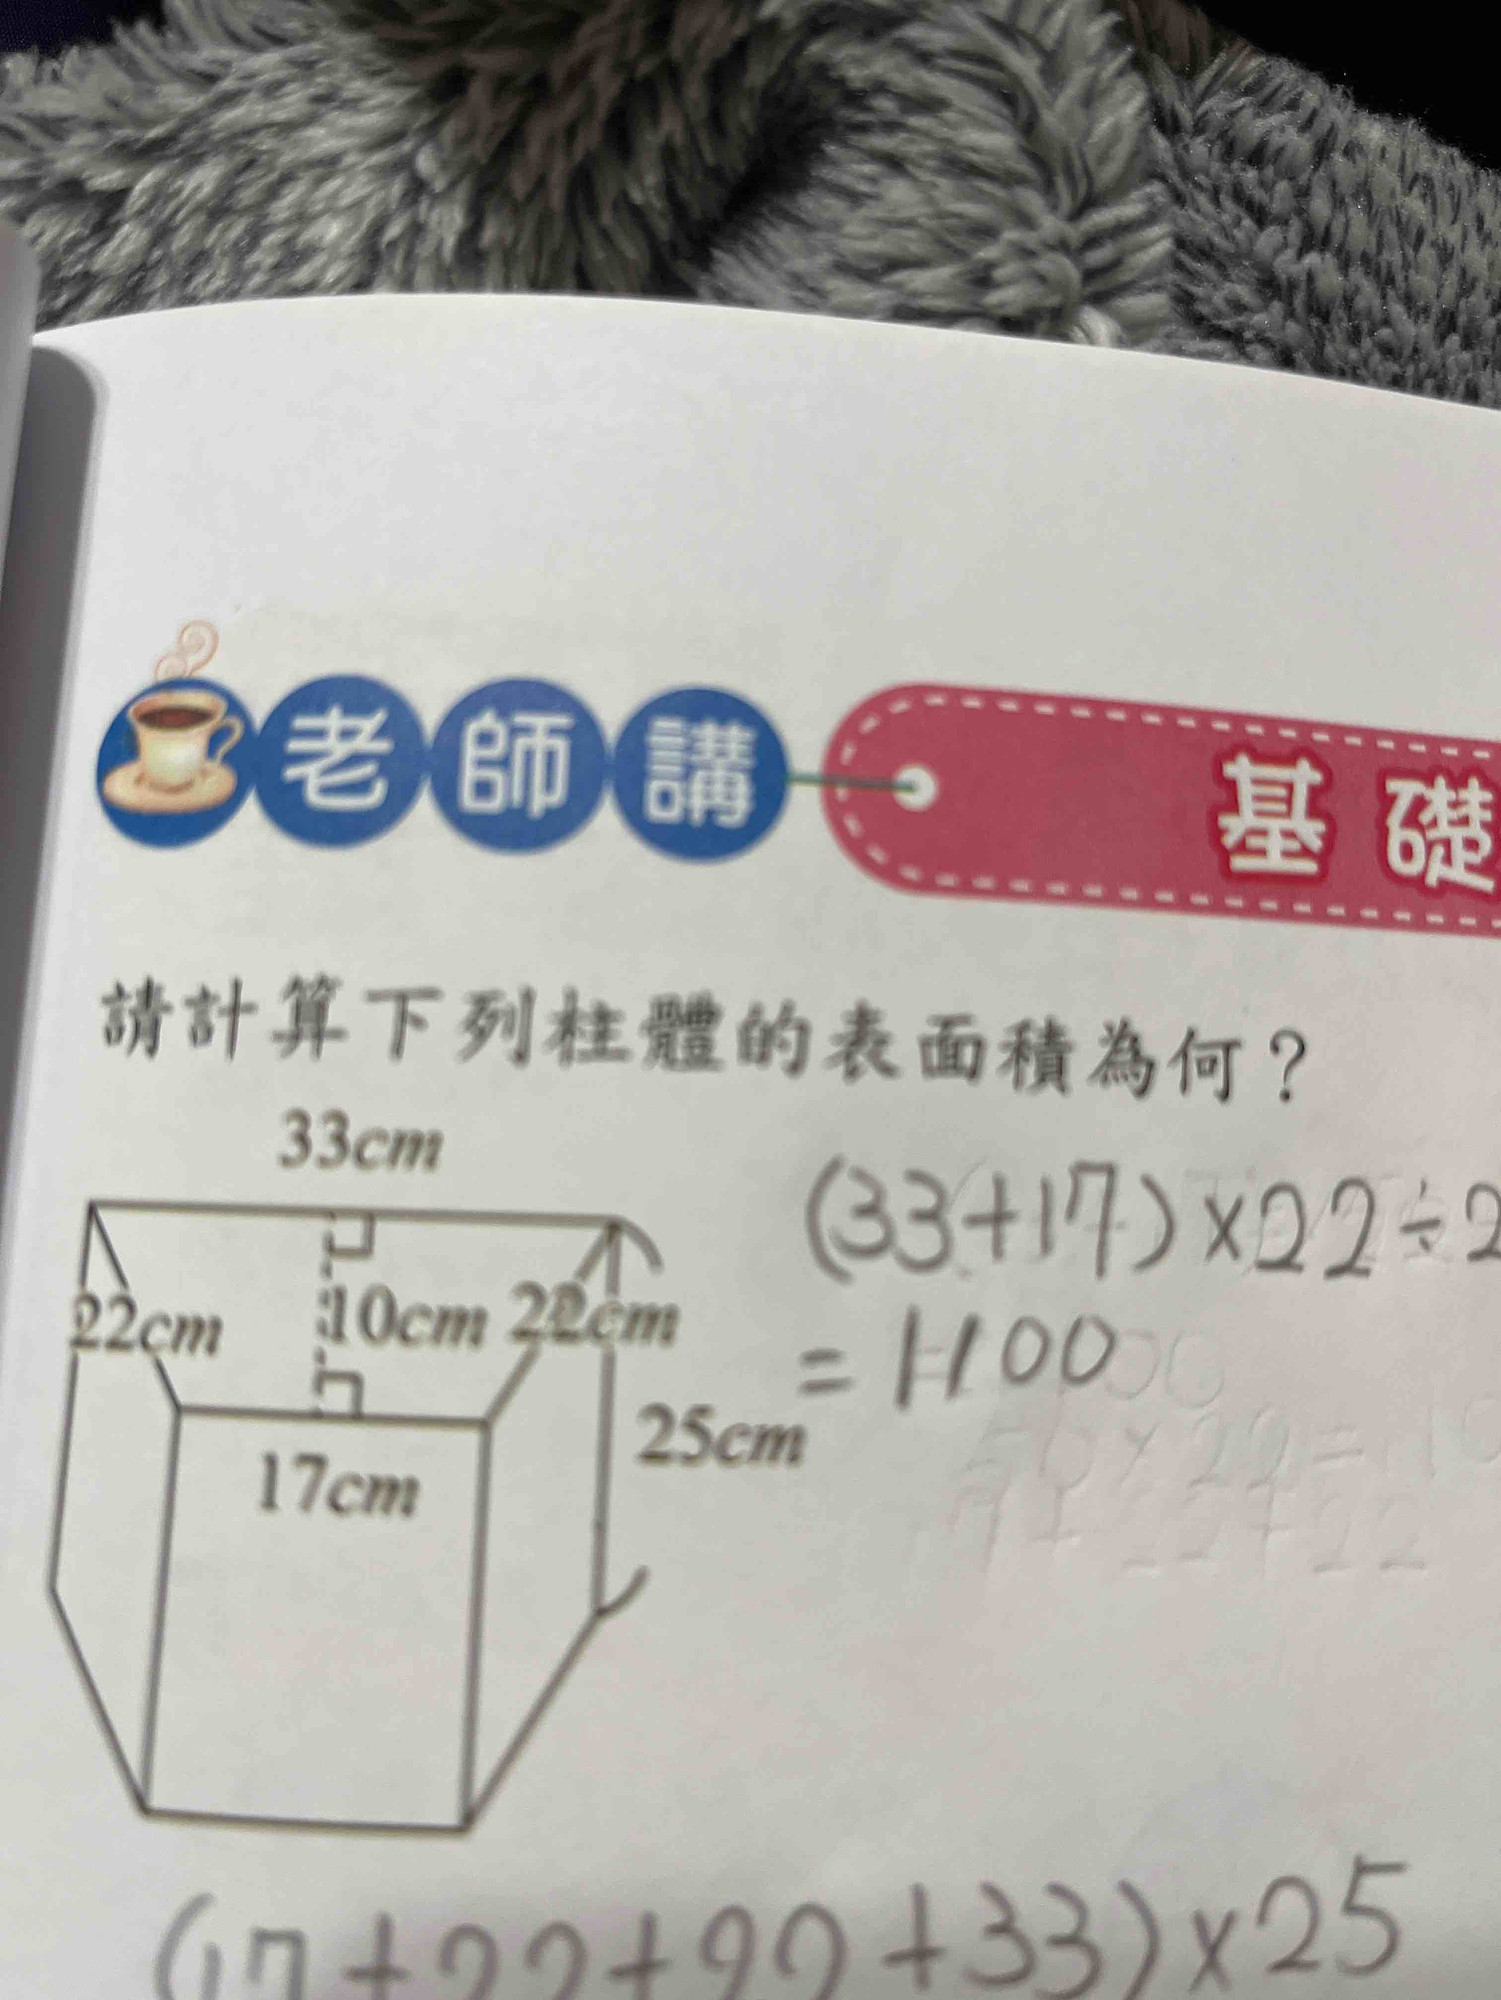 老師講
基礎
請計算下列柱體的表面積為何?
33cm
(33+17)×22÷2
22cm
10cm
22cm
=1100
25cm
17cm
(17+22+22+33)×25